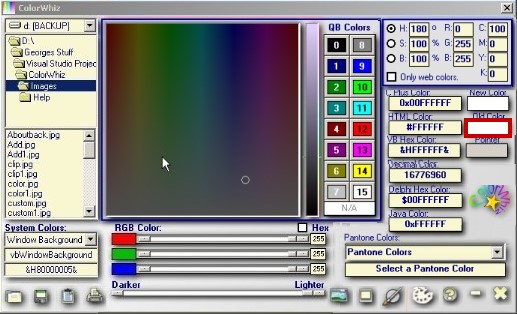 ColorWhiz
d: [BACKUP]
D:\
Georges Stuff
Visual Studio Projec
ColorWhiz
Images
Help
Aboutback.jpg
Add.jpg
Add1.jpg
clip.jpg
clip1.jpg
color.jpg
color1.jpg
custom.jpg
custom1.jpg
QB Colors
0 8
1 9
2 10
3 11
4 12
5 13
6 14
7 15
N/A
H: 180 ° R: 0 C: 100
S: 100 % G: 255 M: 0
B: 100 % B: 255 Y: 0
Only web colors. K: 0
C Plus Color: New Color
0x00FFFFFF
HTML Color: Old Color
#FFFFFF
VB Hex Color: Pointer
&HFFFFFF&
Decimal Color:
16776960
Delphi Hex Color:
$00FFFFFF
Java Color:
0xFFFFFF
System Colors:
Window Background
vbWindowBackground
&H80000005&
RGB Color: Hex
255
255
255
Darker Lighter
Pantone Colors:
Pantone Colors
Select a Pantone Color